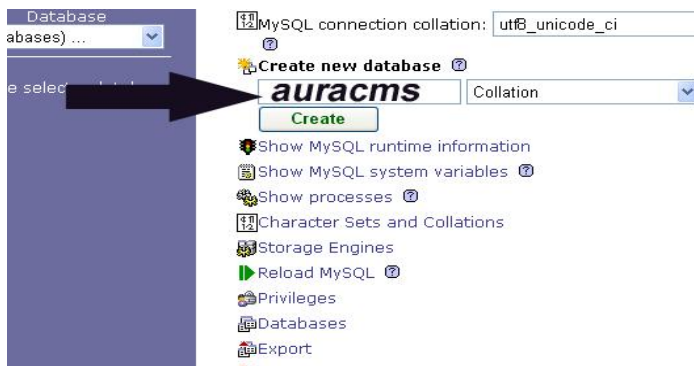 Database
abases) ...
e select
MySQL connection collation: utf8_unicode_ci
Create new database
auracms Collation
Create
Show MySQL runtime information
Show MySQL system variables
Show processes
Character Sets and Collations
Storage Engines
Reload MySQL
Privileges
Databases
Export